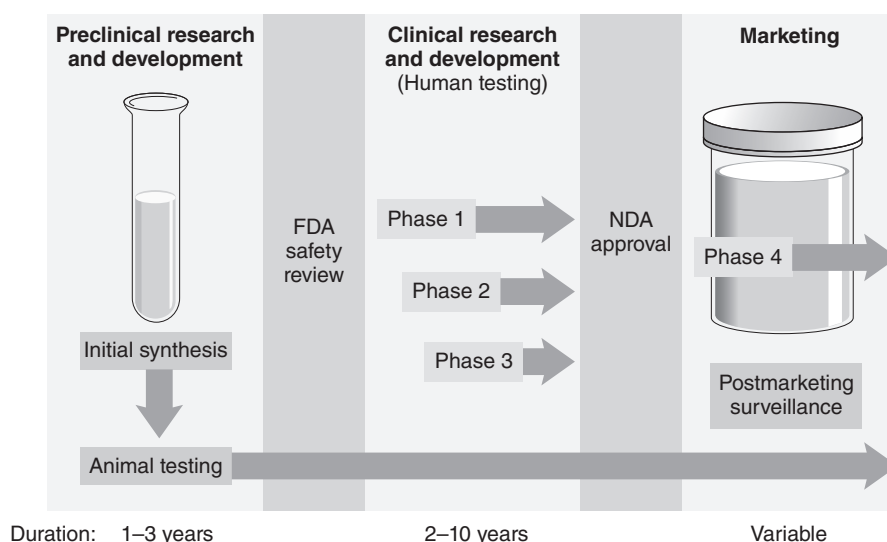 Preclinical research
and development
Clinical research
and development
(Human testing)
Marketing
FDA
safety
review
Phase 1
Phase 2
Phase 3
NDA
approval
Phase 4
Initial synthesis
Postmarketing
surveillance
Animal testing
Duration: 1–3 years 2–10 years Variable